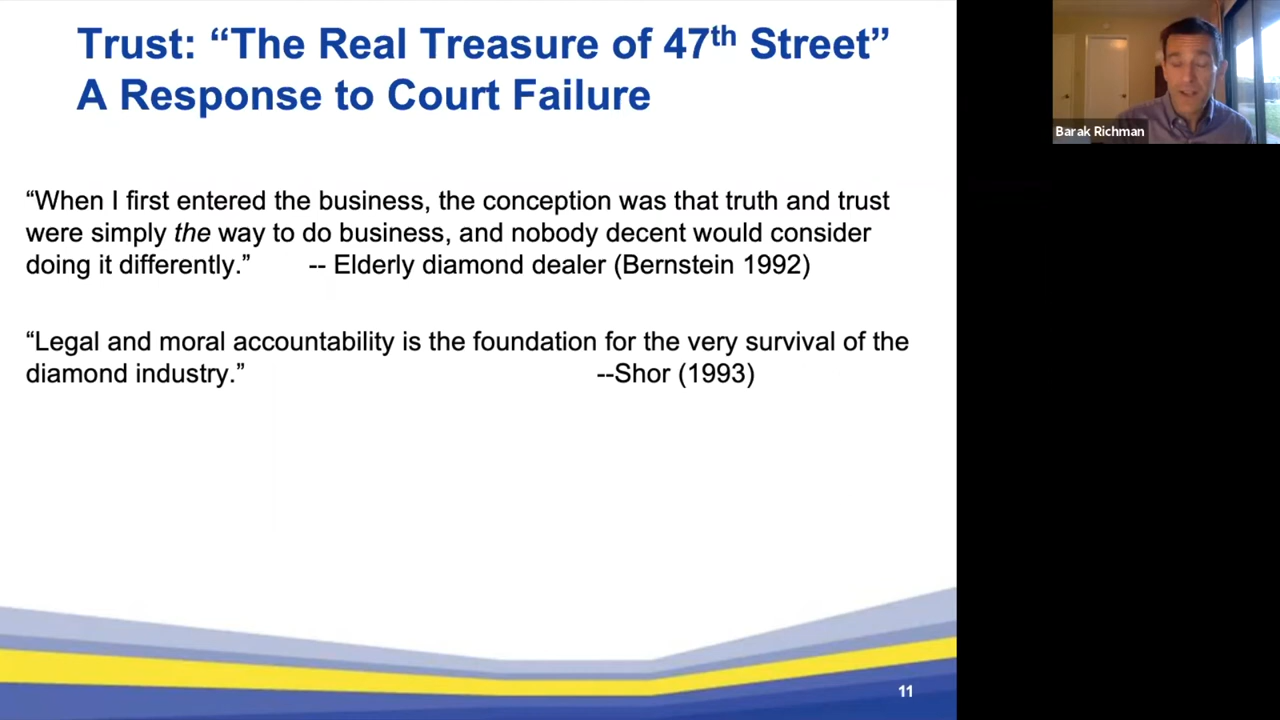 Trust: “The Real Treasure of 47th Street”
A Response to Court Failure
Barak Richman
“When I first entered the business, the conception was that truth and trust
were simply the way to do business, and nobody decent would consider
doing it differently.” -- Elderly diamond dealer (Bernstein 1992)
“Legal and moral accountability is the foundation for the very survival of the
diamond industry.” --Shor (1993)
11